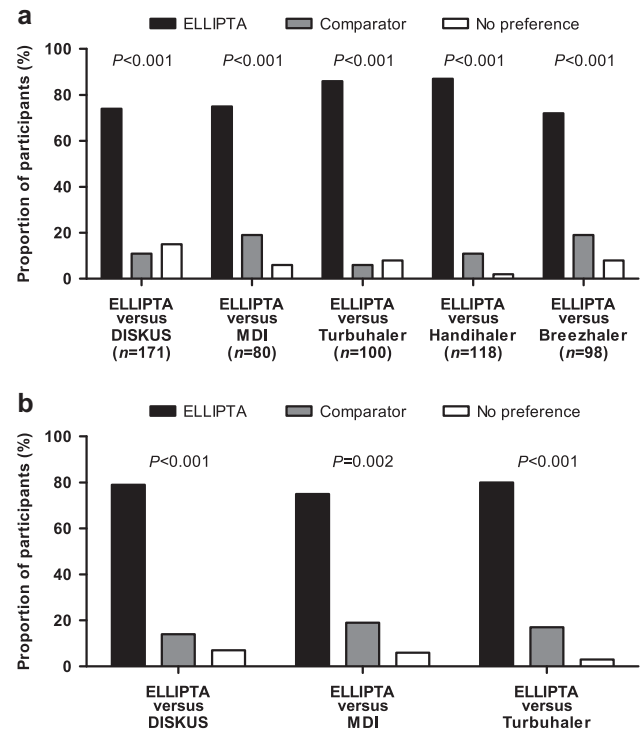 a
ELLIPTA Comparator No preference
Proportion of participants (%)
100
80
60
40
20
0
P<0.001 P<0.001 P<0.001 P<0.001 P<0.001
ELLIPTA ELLIPTA ELLIPTA ELLIPTA ELLIPTA
versus versus versus versus versus
DISKUS MDI Turbuhaler Handihaler Breezhaler
(n=171) (n=80) (n=100) (n=118) (n=98)
b
ELLIPTA Comparator No preference
Proportion of participants (%)
100
80
60
40
20
0
P<0.001 P=0.002 P<0.001
ELLIPTA ELLIPTA ELLIPTA
versus versus versus
DISKUS MDI Turbuhaler